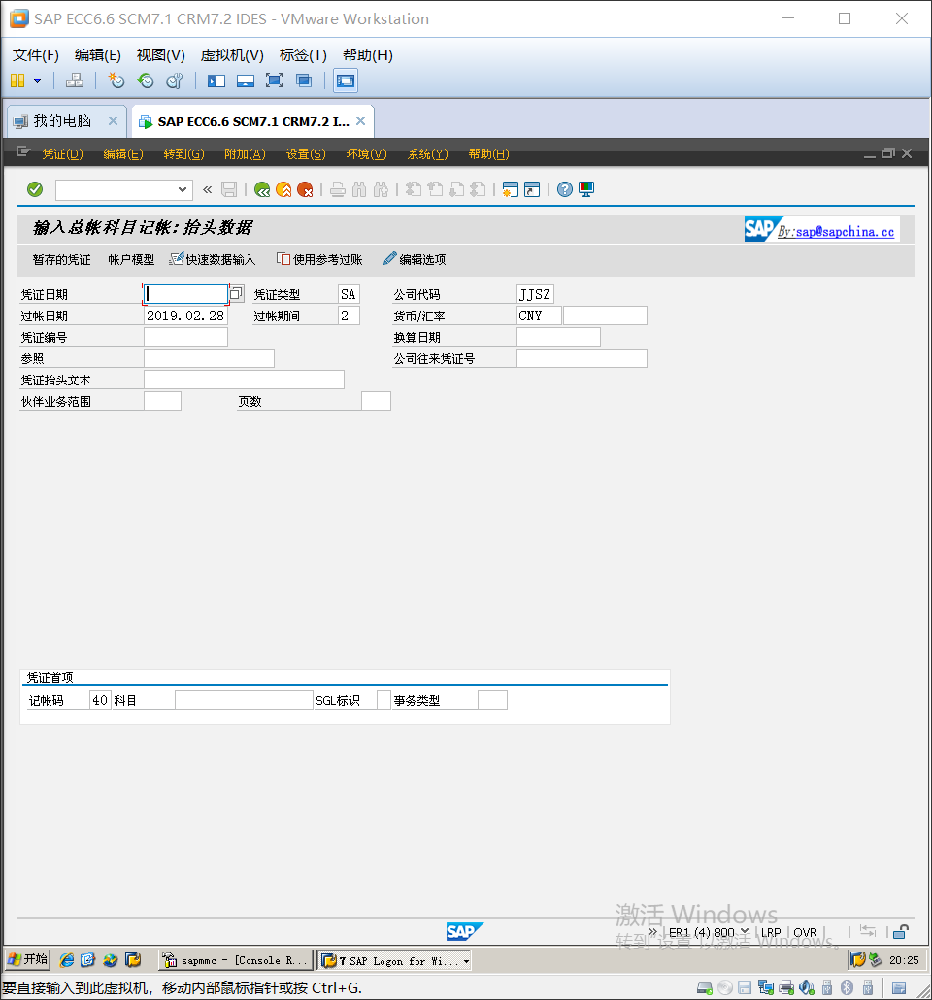 SAP ECC6.6 SCM7.1 CRM7.2 IDES - VMware Workstation
文件(F) 编辑(E) 视图(V) 虚拟机(V) 标签(T) 帮助(H)
我的电脑 SAP ECC6.6 SCM7.1 CRM7.2 I...
凭证(D) 编辑(E) 转到(G) 附加(A) 设置(S) 环境(V) 系统(Y) 帮助(H)
输入总帐科目记帐:抬头数据
SAP By:sap@sapchina.cc
暂存的凭证 帐户模型 快速数据输入 使用参考过账 编辑选项
凭证日期 凭证类型 SA 公司代码 JJSZ
过帐日期 2019.02.28 过帐期间 2 货币/汇率 CNY
凭证编号 换算日期
参照 公司往来凭证号
凭证抬头文本
伙伴业务范围 页数
凭证首项
记帐码 40 科目 SGL标识 事务类型
激活 Windows
SAP ER1 (4) 800 LRP OVR
转到"设置"以激活 Windows。
开始 sapmmc - [Console R... 7 SAP Logon for Wi... 20:25
要直接输入到此虚拟机，移动内部鼠标指针或按 Ctrl+G.